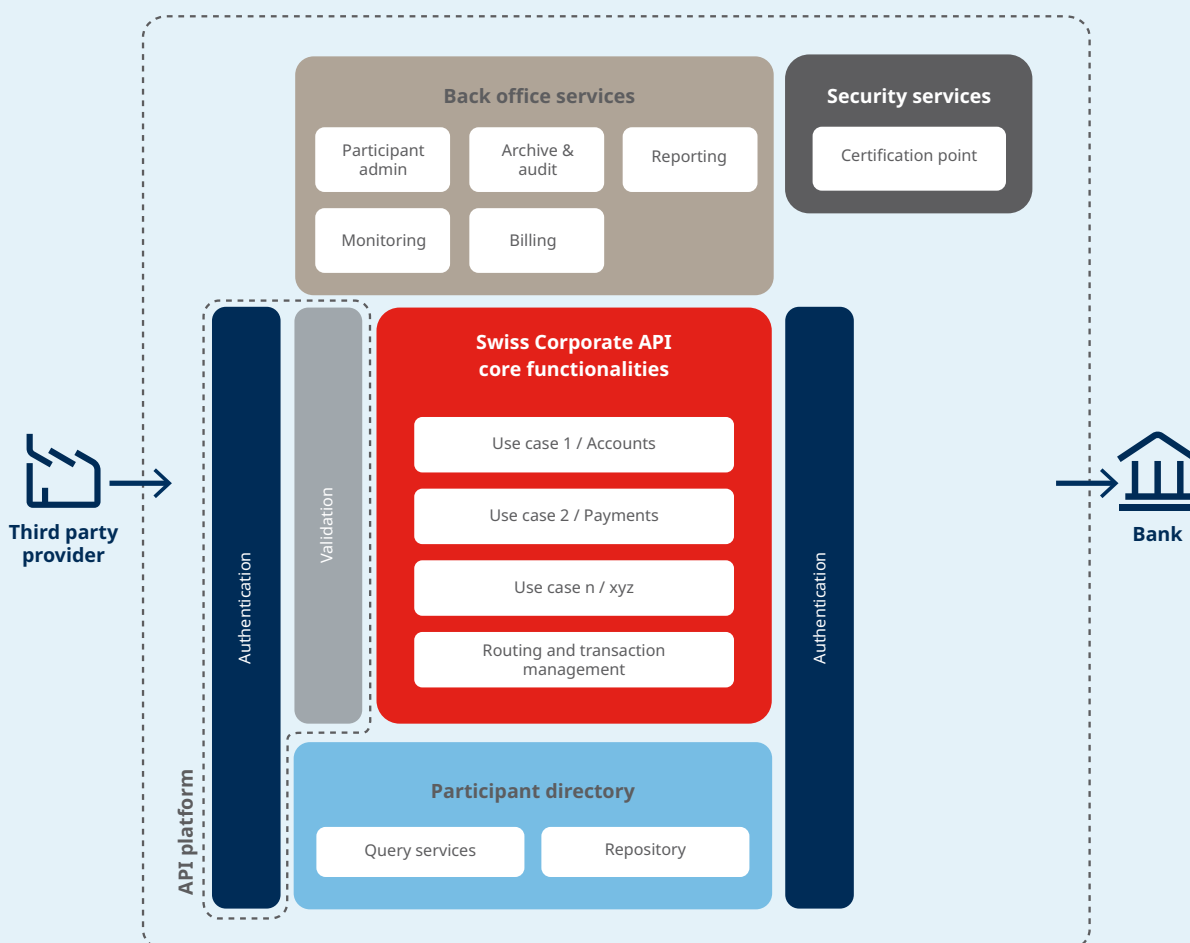 Back office services
Participant
admin
Archive &
audit
Reporting
Monitoring
Billing
Security services
Certification point
Third party
provider
API platform
Authentication
Validation
Swiss Corporate API
core functionalities
Use case 1 / Accounts
Use case 2 / Payments
Use case n / xyz
Routing and transaction
management
Authentication
Bank
Participant directory
Query services
Repository